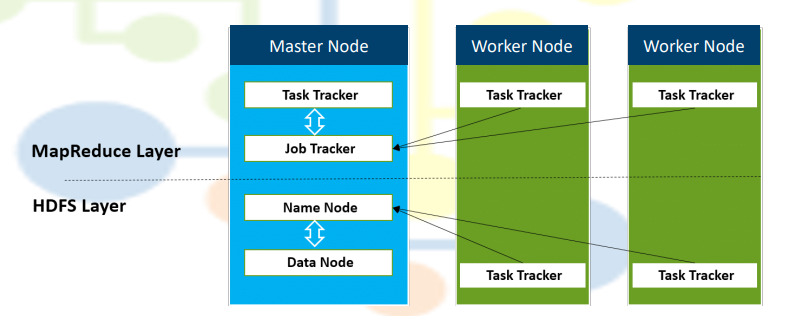 Master Node
Worker Node
Worker Node
Task Tracker
Task Tracker
Task Tracker
MapReduce Layer
Job Tracker
HDFS Layer
Name Node
Data Node
Task Tracker
Task Tracker